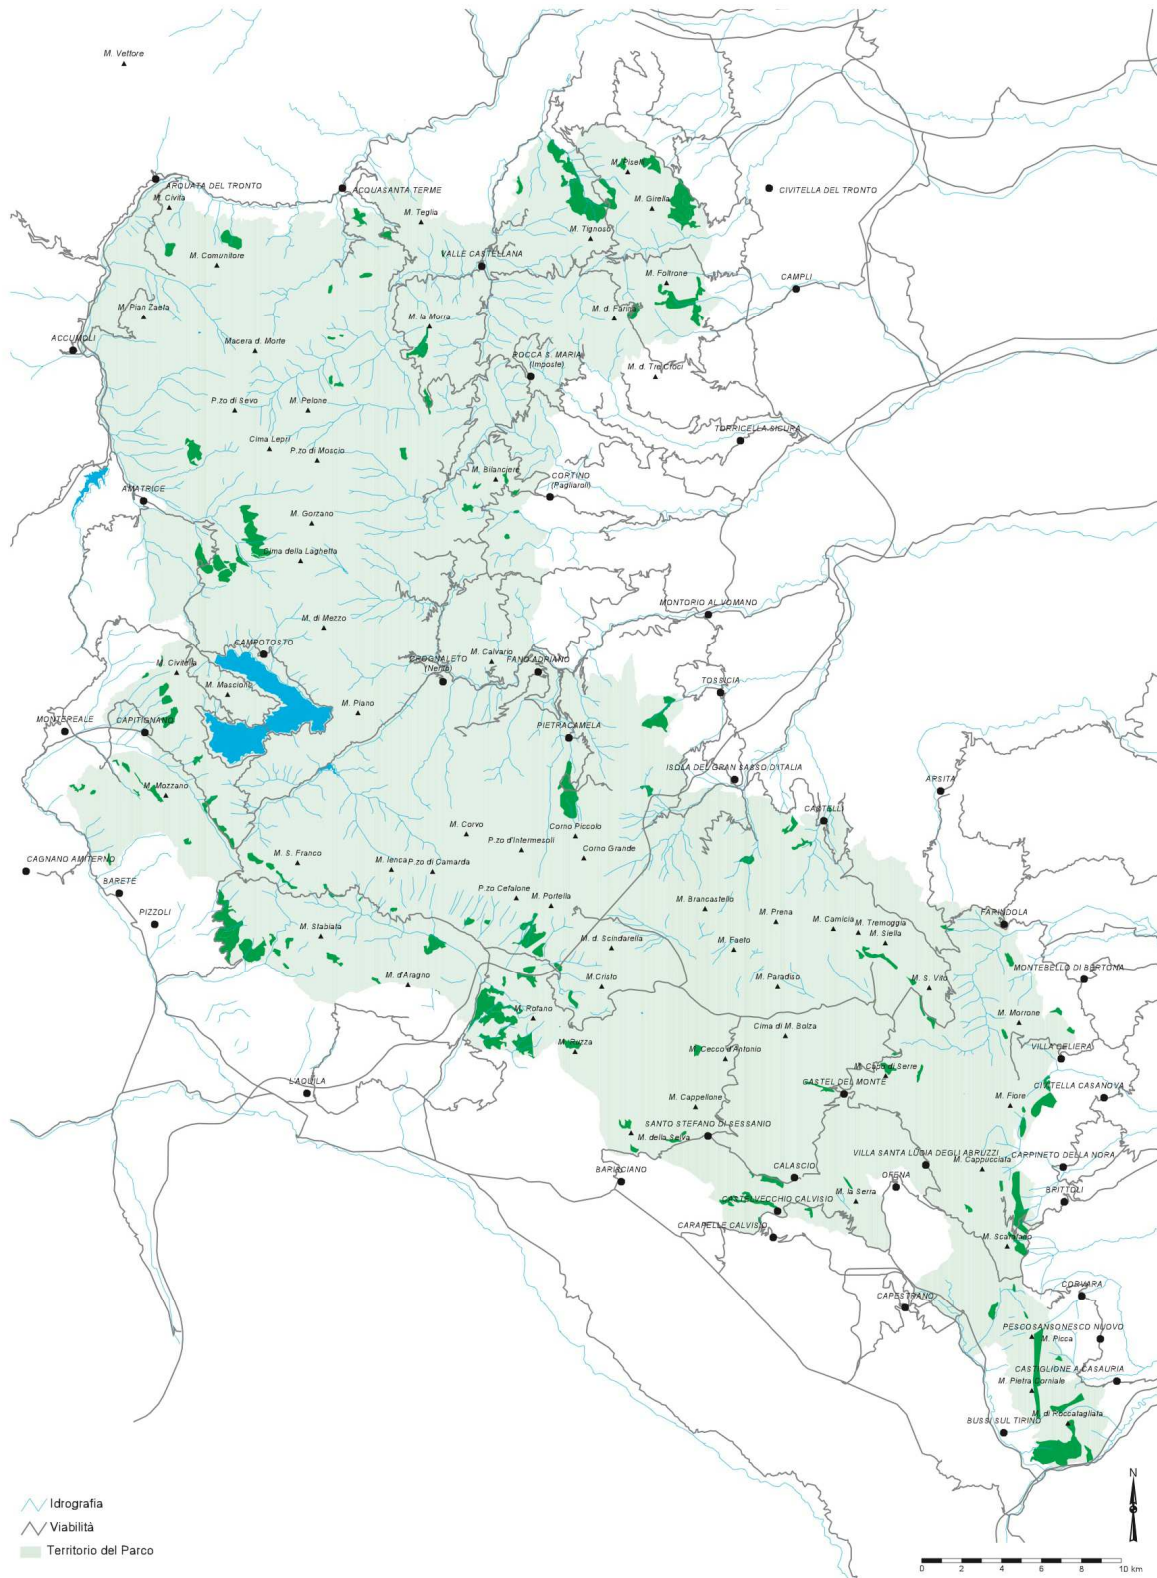 M. Vettore
M. Piselli
ARQUATA DEL TRONTO
ACQUASANTA TERME
CIVITELLA DEL TRONTO
M. Civita
M. Girella
M. Teglia
M. Tignoso
M. Comunitore
VALLE CASTELLANA
M. Foltrone
CAMPLI
M. Pian Zaeta
M. la Morra
M. d. Farina
ACCUMOLI
Macera d. Morte
ROCCA S. MARIA
(Imposte)
M. d. Tre Croci
P.zo di Sevo
M. Pelone
TORRICELLA SICURA
Cima Lepri
P.zo di Moscio
M. Bilanciere
CORTINO
(Pagliaroli)
AMATRICE
M. Gorzano
Cima della Laghetta
MONTORIO AL VOMANO
M. di Mezzo
CAMPOTOSTO
M. Calvario
M. Civitella
CROGNALETO
(Nerito)
FANO ADRIANO
M. Mascioni
TOSSICIA
M. Piano
MONTEREALE
CAPITIGNANO
PIETRACAMELA
ISOLA DEL GRAN SASSO D'ITALIA
ARSITA
M. Mozzano
CASTELLI
M. Corvo
Corno Piccolo
P.zo d'Intermesoli
Corno Grande
CAGNANO AMITERNO
M. S. Franco
M. Ienca
P.zo di Camarda
BARETE
P.zo Cefalone
M. Portella
M. Brancastello
PIZZOLI
M. Prena
M. Camicia
M. Tremoggia
FARINDOLA
M. Stabiata
M. Siella
M. d. Scindarella
M. Faeto
MONTEBELLO DI BERTONA
M. d'Aragno
M. Cristo
M. Paradiso
M. S. Vito
M. Rofano
M. Morrone
Cima di M. Bolza
M. Ruzza
M. Cecco d'Antonio
VILLA CELIERA
M. Capo di Serre
L'AQUILA
CASTEL DEL MONTE
CIVITELLA CASANOVA
M. Cappellone
M. Fiore
SANTO STEFANO DI SESSANIO
M. della Selva
VILLA SANTA LUCIA DEGLI ABRUZZI
CARPINETO DELLA NORA
BARISCIANO
CALASCIO
M. Cappucciata
OFENA
CASTELVECCHIO CALVISIO
M. la Serra
BRITTOLI
CARAPELLE CALVISIO
M. Scarafano
CORVARA
CAPESTRANO
PESCOSANSONESCO NUOVO
M. Picca
CASTIGLIONE A CASAURIA
M. Pietra Corniale
M. di Roccatagliata
BUSSI SUL TIRINO
N
Idrografia
Viabilità
Territorio del Parco
0 2 4 6 8 10 km